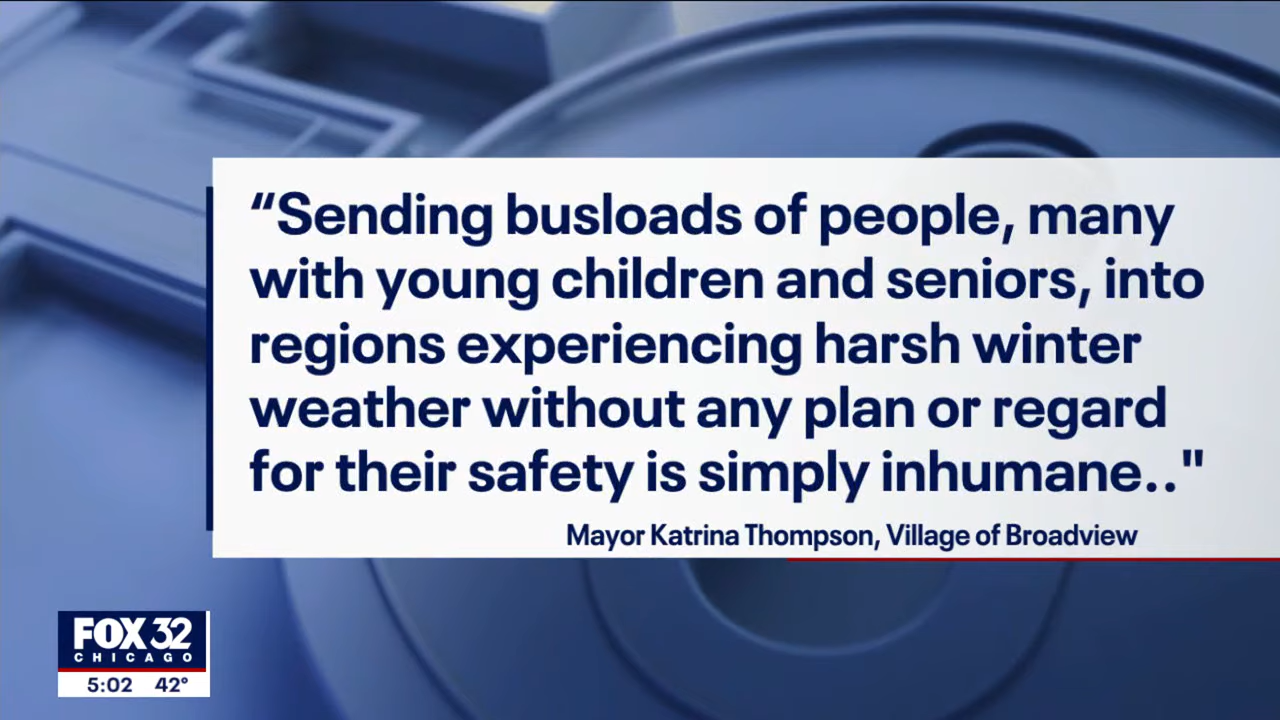 “Sending busloads of people, many
with young children and seniors, into
regions experiencing harsh winter
weather without any plan or regard
for their safety is simply inhumane.."
Mayor Katrina Thompson, Village of Broadview
FOX 32
CHICAGO
5:02 42°